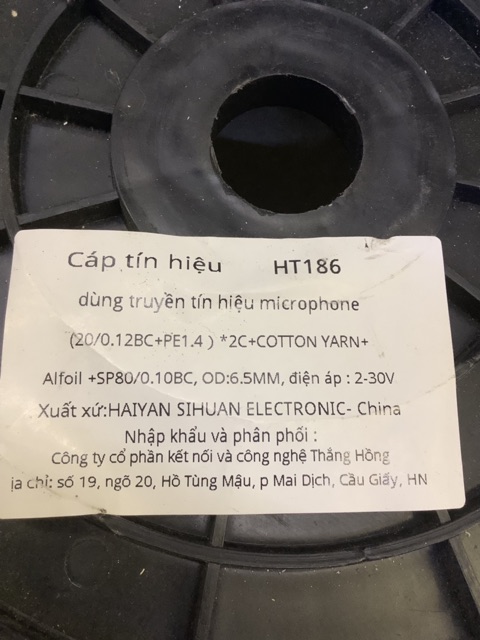 Cáp tín hiệu HT186
dùng truyền tín hiệu microphone
(20/0.12BC+PE1.4 ) *2C+COTTON YARN+
Alfoil +SP80/0.10BC, OD:6.5MM, điện áp : 2-30V
Xuất xứ:HAIYAN SIHUAN ELECTRONIC- China
Nhập khẩu và phân phối :
Công ty cổ phần kết nối và công nghệ Thắng Hồng
ịa chỉ: số 19, ngõ 20, Hồ Tùng Mậu, p Mai Dịch, Cầu Giấy, HN